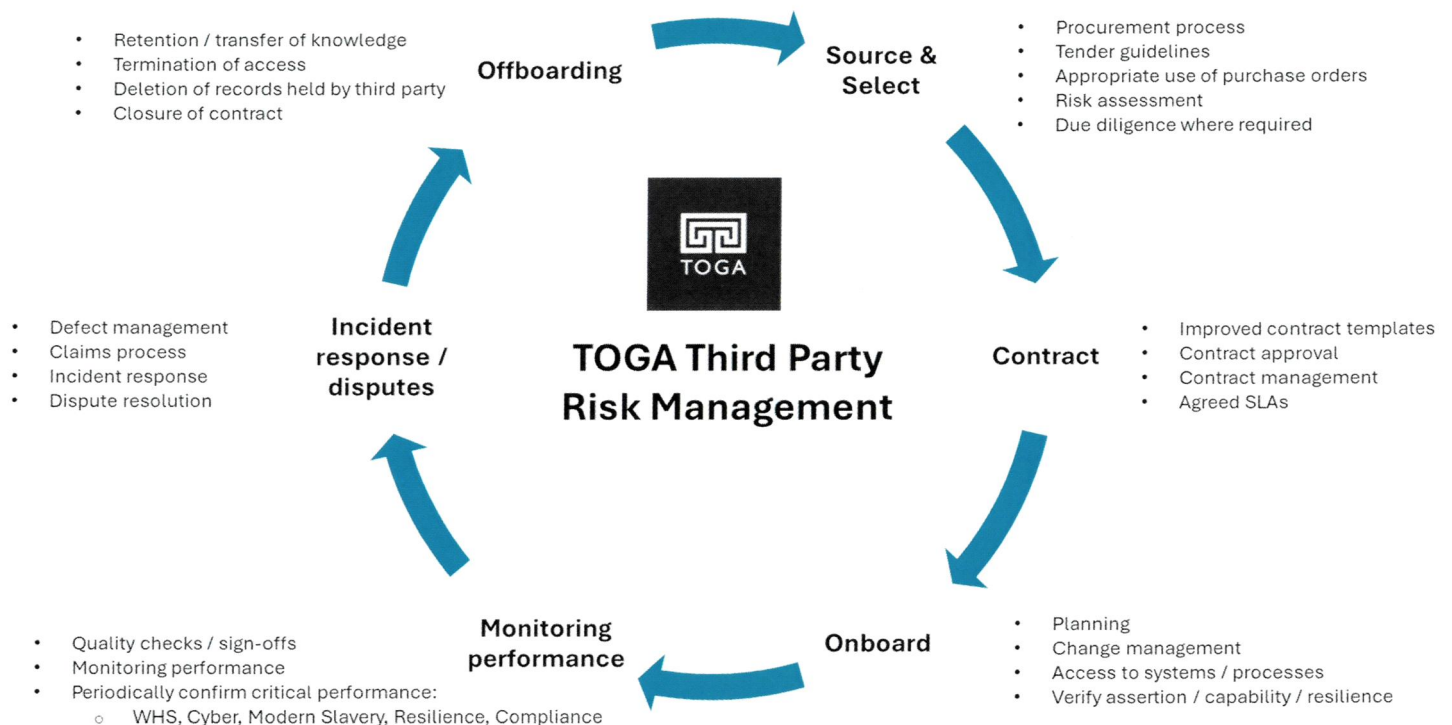 • Retention / transfer of knowledge
• Termination of access
• Deletion of records held by third party
• Closure of contract
Offboarding
Source &
Select
• Procurement process
• Tender guidelines
• Appropriate use of purchase orders
• Risk assessment
• Due diligence where required
TOGA
TOGA Third Party
Risk Management
Contract
• Improved contract templates
• Contract approval
• Contract management
• Agreed SLAs
Onboard
• Planning
• Change management
• Access to systems / processes
• Verify assertion / capability / resilience
Monitoring
performance
• Quality checks / sign-offs
• Monitoring performance
• Periodically confirm critical performance:
○ WHS, Cyber, Modern Slavery, Resilience, Compliance
Incident
response /
disputes
• Defect management
• Claims process
• Incident response
• Dispute resolution